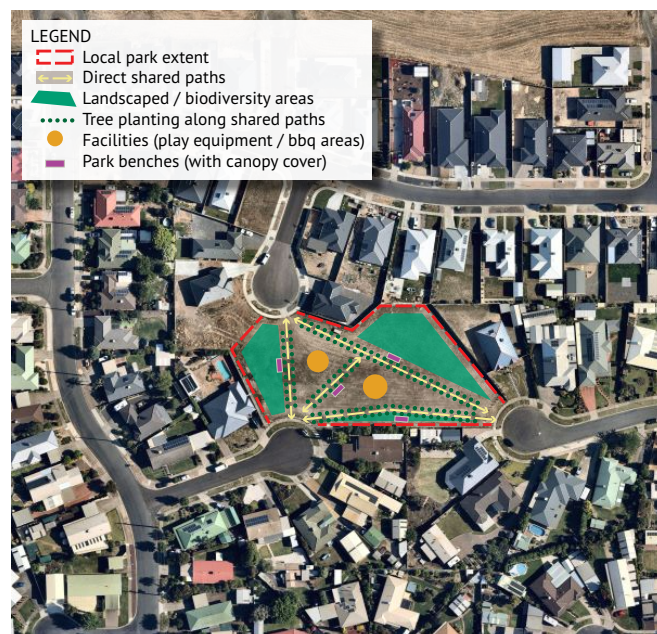 LEGEND
Local park extent
Direct shared paths
Landscaped / biodiversity areas
Tree planting along shared paths
Facilities (play equipment / bbq areas)
Park benches (with canopy cover)